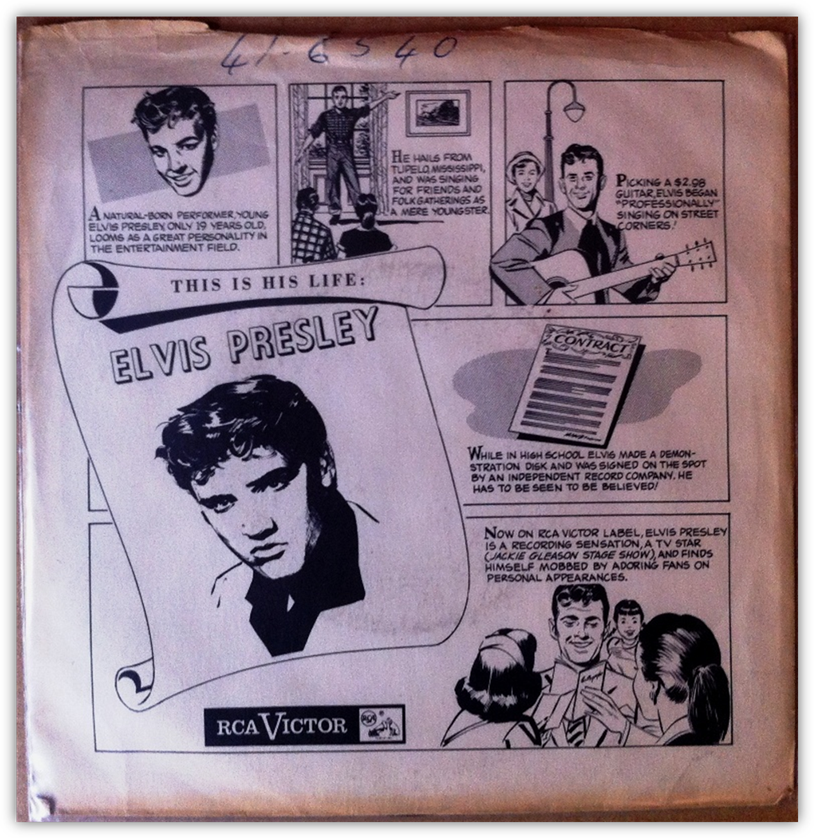 47-6540
A NATURAL-BORN PERFORMER, YOUNG
ELVIS PRESLEY, ONLY 19 YEARS OLD,
LOOMS AS A GREAT PERSONALITY IN
THE ENTERTAINMENT FIELD.
HE HAILS FROM
TUPELO, MISSISSIPPI,
AND WAS SINGING
FOR FRIENDS AND
FOLK GATHERINGS AS
A MERE YOUNGSTER.
PICKING A $2.98
GUITAR, ELVIS BEGAN
"PROFESSIONALLY"
SINGING ON STREET
CORNERS!
THIS IS HIS LIFE:
ELVIS PRESLEY
CONTRACT
WHILE IN HIGH SCHOOL ELVIS MADE A DEMON-
STRATION DISK AND WAS SIGNED ON THE SPOT
BY AN INDEPENDENT RECORD COMPANY. HE
HAS TO BE SEEN TO BE BELIEVED!
NOW ON RCA VICTOR LABEL, ELVIS PRESLEY
IS A RECORDING SENSATION, A TV STAR
(JACKIE GLEASON STAGE SHOW), AND FINDS
HIMSELF MOBBED BY ADORING FANS ON
PERSONAL APPEARANCES.
RCA VICTOR
RCA